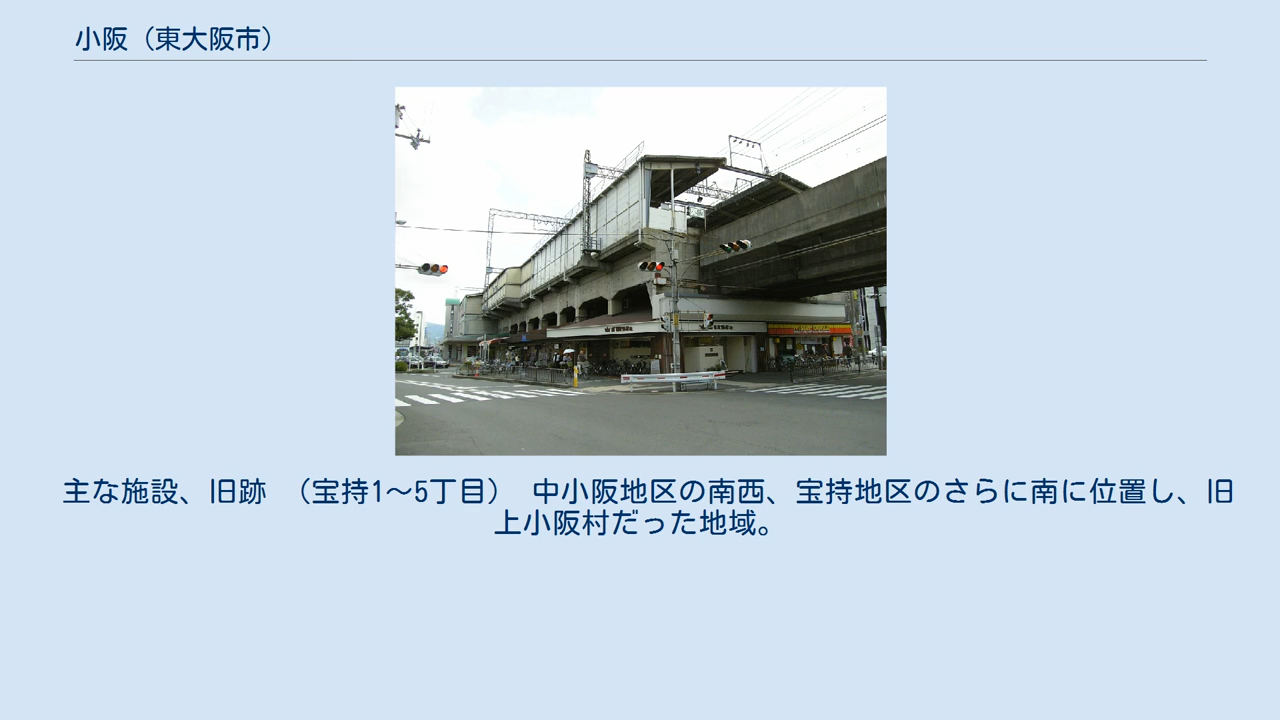 小阪（東大阪市）
主な施設、旧跡　（宝持1〜5丁目）　中小阪地区の南西、宝持地区のさらに南に位置し、旧
上小阪村だった地域。